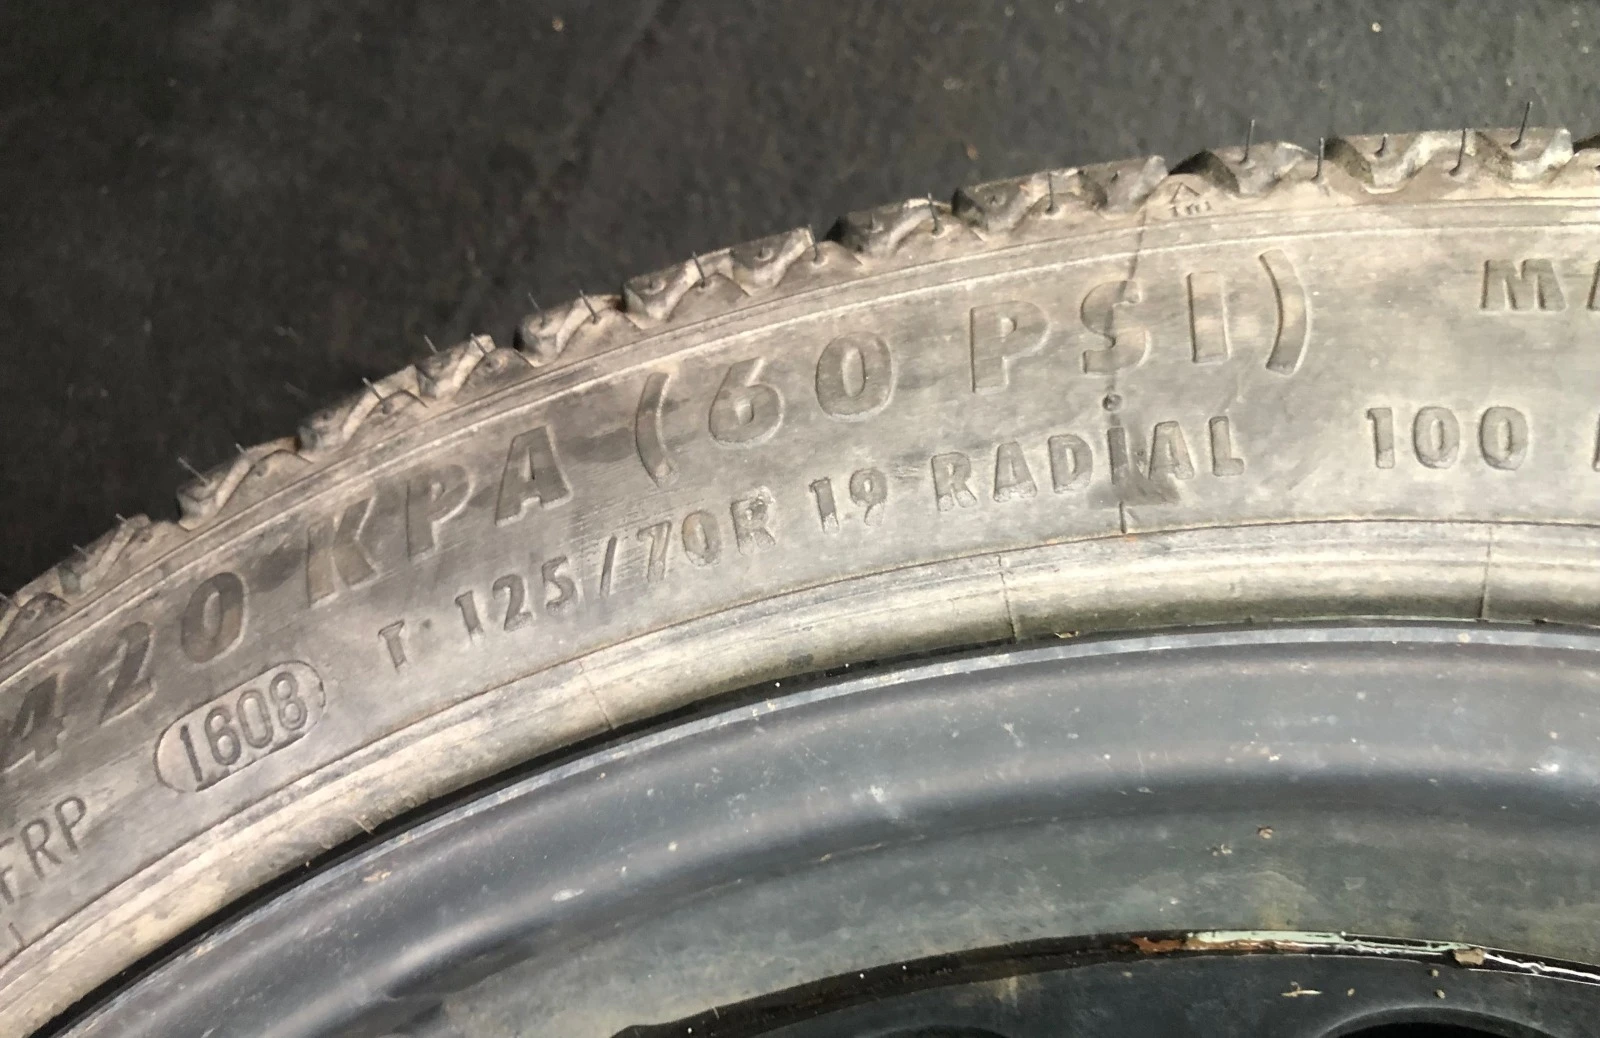 420 KPA (60 PSI)
T 125/70R 19 RADIAL 100
1608
FRP